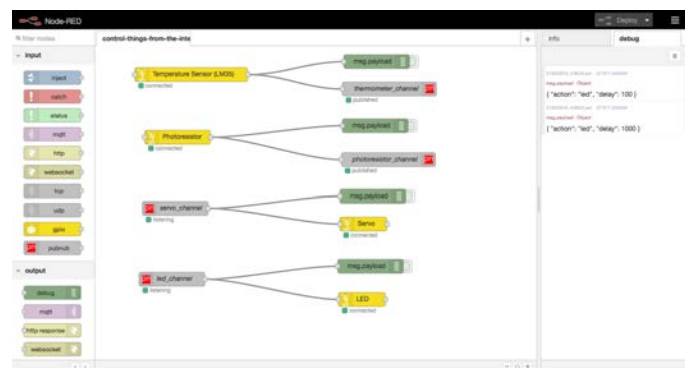 Node-RED
Deploy
filter nodes
control-things-from-the-inte
+
info
debug
input
inject
catch
status
mqtt
http
websocket
tcp
udp
gpio
pubnub
output
debug
mqtt
http response
websocket
Temperature Sensor (LM35)
connected
msg.payload
thermometer_channel
published
Photoresistor
connected
msg.payload
photoresistor_channel
published
servo_channel
listening
msg.payload
Servo
connected
led_channel
listening
msg.payload
LED
connected
msg.payload : Object
{ "action": "led", "delay": 100 }
msg.payload : Object
{ "action": "led", "delay": 1000 }